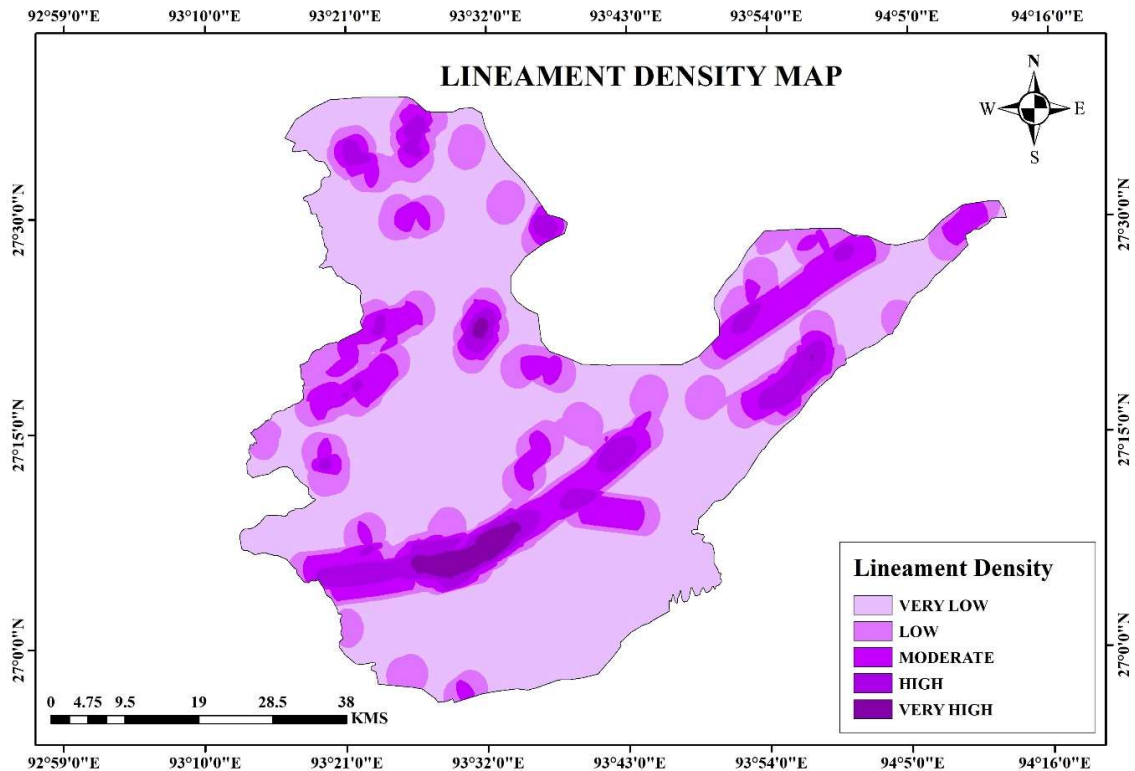 92°59'0"E 93°10'0"E 93°21'0"E 93°32'0"E 93°43'0"E 93°54'0"E 94°5'0"E 94°16'0"E
LINEAMENT DENSITY MAP
N
W E
S
27°30'0"N 27°30'0"N
27°15'0"N 27°15'0"N
27°0'0"N 27°0'0"N
Lineament Density
VERY LOW
LOW
MODERATE
HIGH
VERY HIGH
0 4.75 9.5 19 28.5 38
KMS
92°59'0"E 93°10'0"E 93°21'0"E 93°32'0"E 93°43'0"E 93°54'0"E 94°5'0"E 94°16'0"E